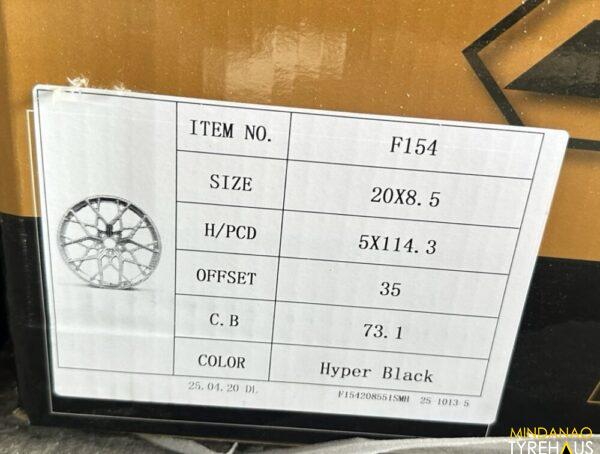 ITEM NO. F154
SIZE 20X8.5
H/PCD 5X114.3
OFFSET 35
C.B 73.1
COLOR Hyper Black
25.04.20 DL F154208551SMH 25 1013 5
MINDANAO
TYREHAUS